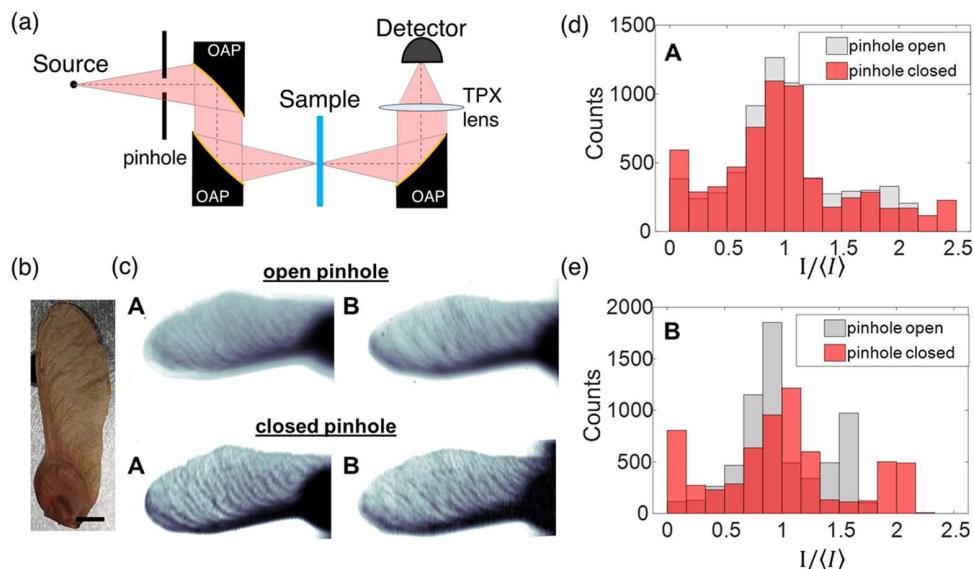 (a)
Source
pinhole
OAP
OAP
Sample
Detector
TPX
lens
OAP
(b)
(c)
open pinhole
A
B
closed pinhole
A
B
(d)
A
pinhole open
pinhole closed
Counts
1500
1000
500
0
0
0.5
1
1.5
2
2.5
I/⟨I⟩
(e)
B
pinhole open
pinhole closed
Counts
2000
1500
1000
500
0
0
0.5
1
1.5
2
2.5
I/⟨I⟩